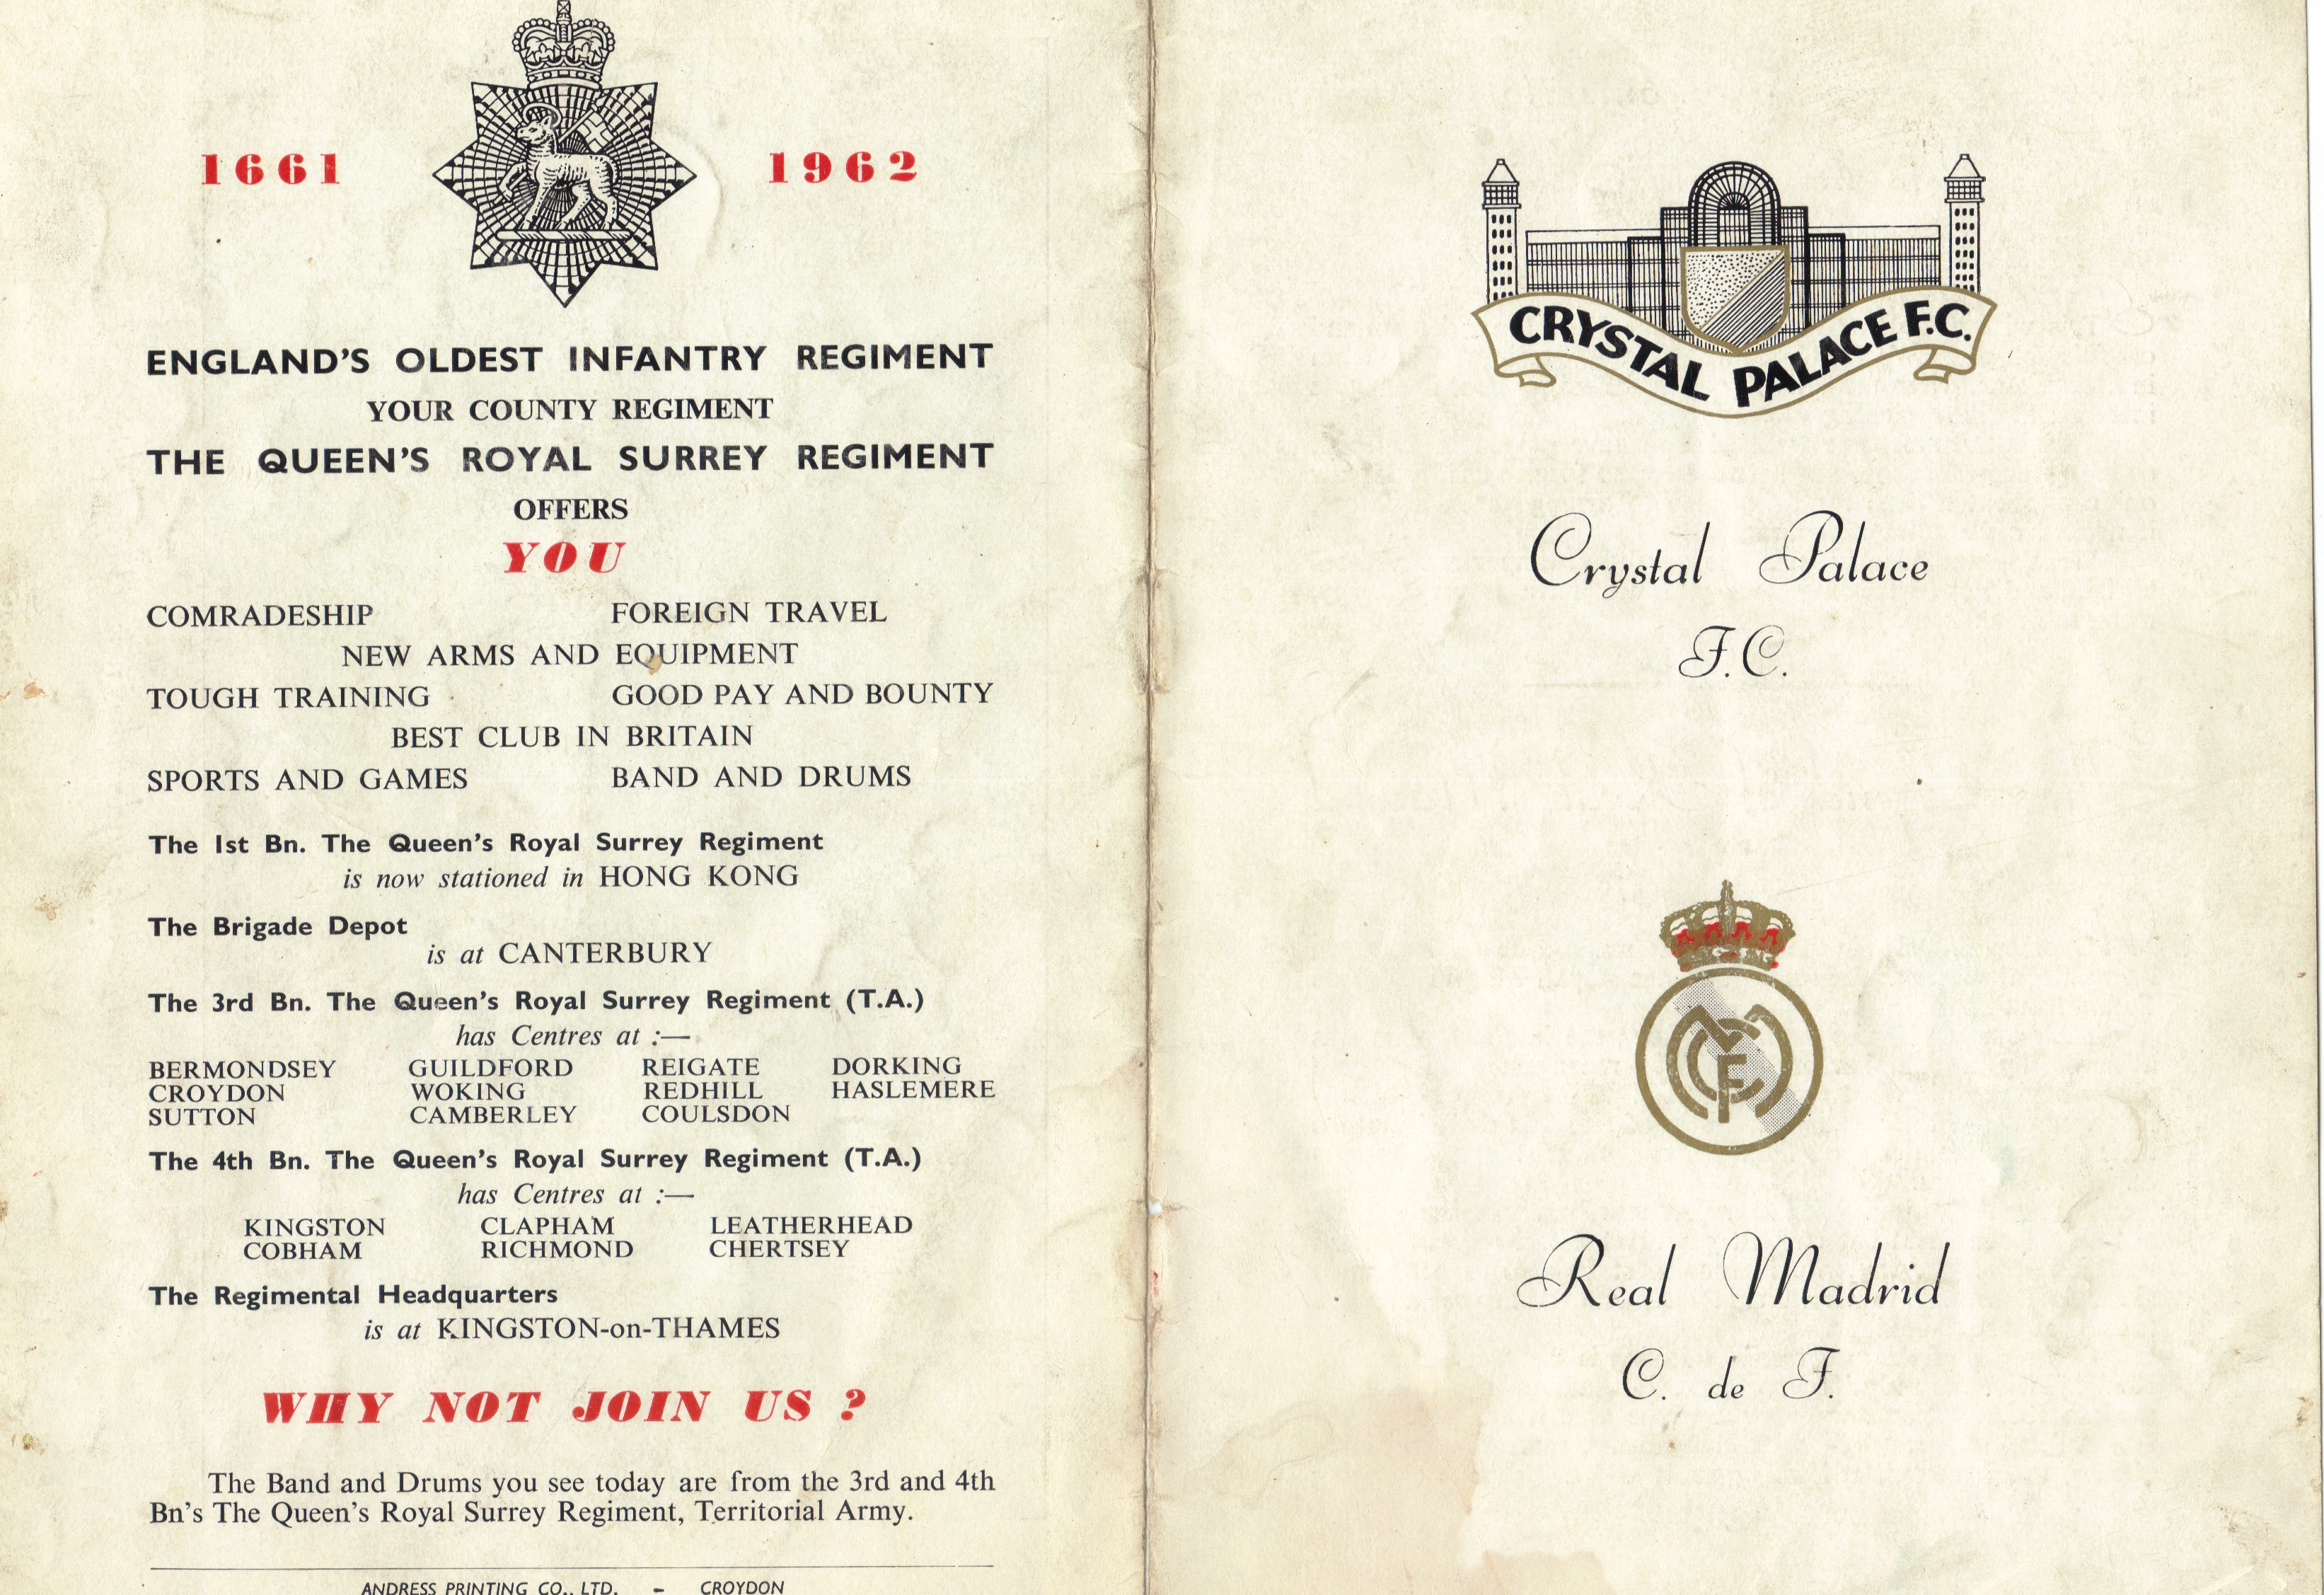 1661 1962
ENGLAND'S OLDEST INFANTRY REGIMENT
YOUR COUNTY REGIMENT
THE QUEEN'S ROYAL SURREY REGIMENT
OFFERS
YOU
COMRADESHIP FOREIGN TRAVEL
NEW ARMS AND EQUIPMENT
TOUGH TRAINING GOOD PAY AND BOUNTY
BEST CLUB IN BRITAIN
SPORTS AND GAMES BAND AND DRUMS
The 1st Bn. The Queen's Royal Surrey Regiment
is now stationed in HONG KONG
The Brigade Depot
is at CANTERBURY
The 3rd Bn. The Queen's Royal Surrey Regiment (T.A.)
has Centres at :—
BERMONDSEY GUILDFORD REIGATE DORKING
CROYDON WOKING REDHILL HASLEMERE
SUTTON CAMBERLEY COULSDON
The 4th Bn. The Queen's Royal Surrey Regiment (T.A.)
has Centres at :—
KINGSTON CLAPHAM LEATHERHEAD
COBHAM RICHMOND CHERTSEY
The Regimental Headquarters
is at KINGSTON-on-THAMES
WHY NOT JOIN US ?
The Band and Drums you see today are from the 3rd and 4th
Bn's The Queen's Royal Surrey Regiment, Territorial Army.
ANDRESS PRINTING CO., LTD. – CROYDON
CRYSTAL PALACE F.C.
Crystal Palace
F.C.
MCF
Real Madrid
C. de F.